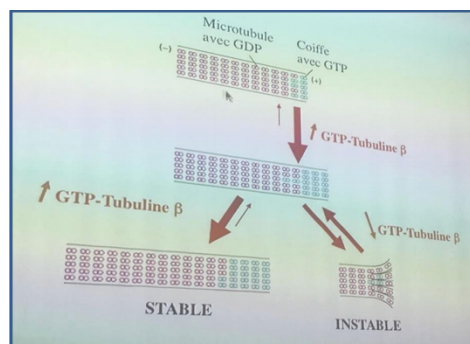 Microtubule
avec GDP
Coiffe
avec GTP
(–)
(+)
GTP-Tubuline β
GTP-Tubuline β
GTP-Tubuline β
STABLE
INSTABLE